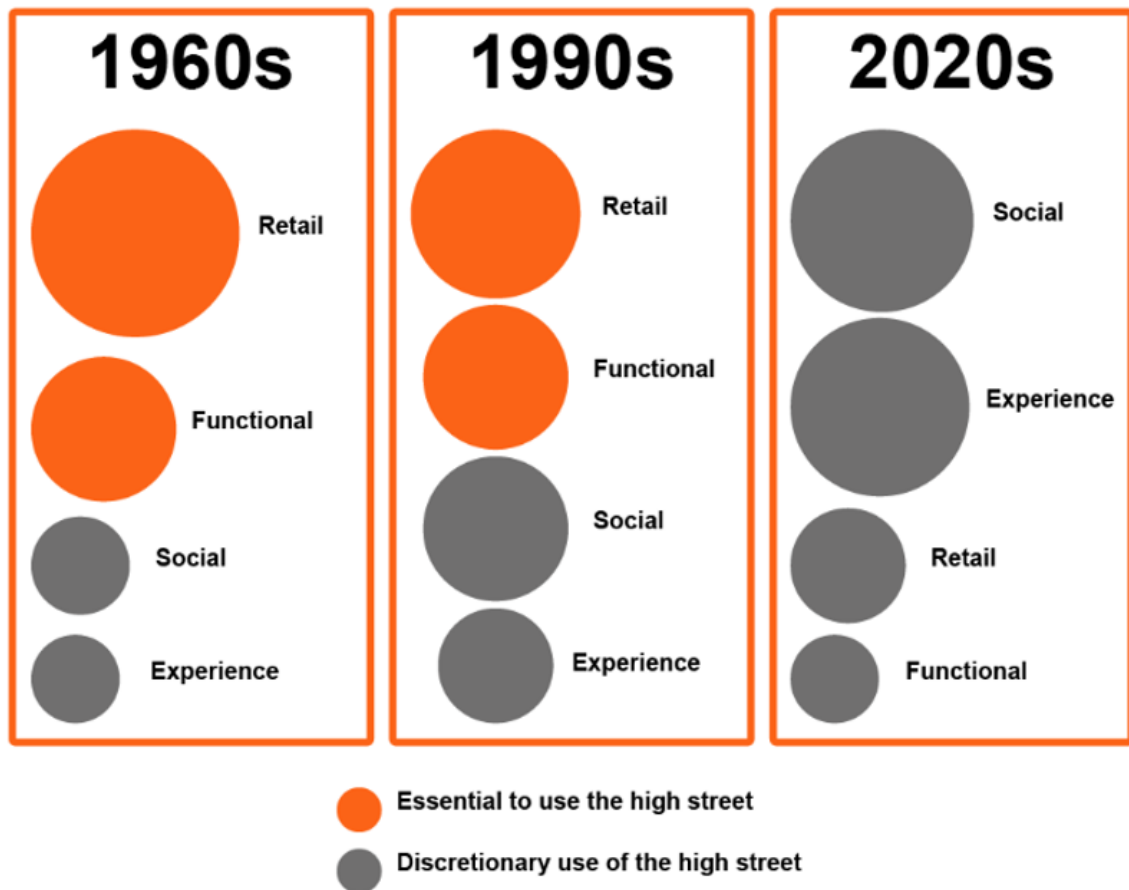 1960s
Retail
Functional
Social
Experience
1990s
Retail
Functional
Social
Experience
2020s
Social
Experience
Retail
Functional
Essential to use the high street
Discretionary use of the high street